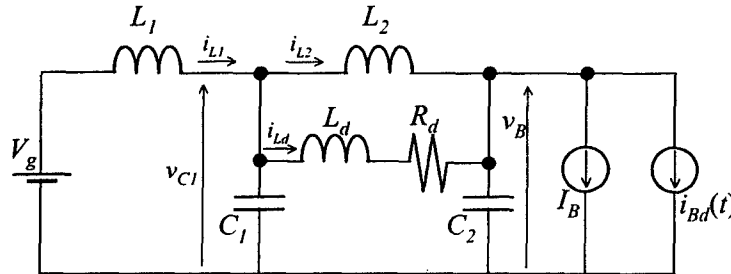 L1 L2
iL1 iL2
Ld Rd
iLd
Vg vC1 vB
C1 C2 IB iBd(t)